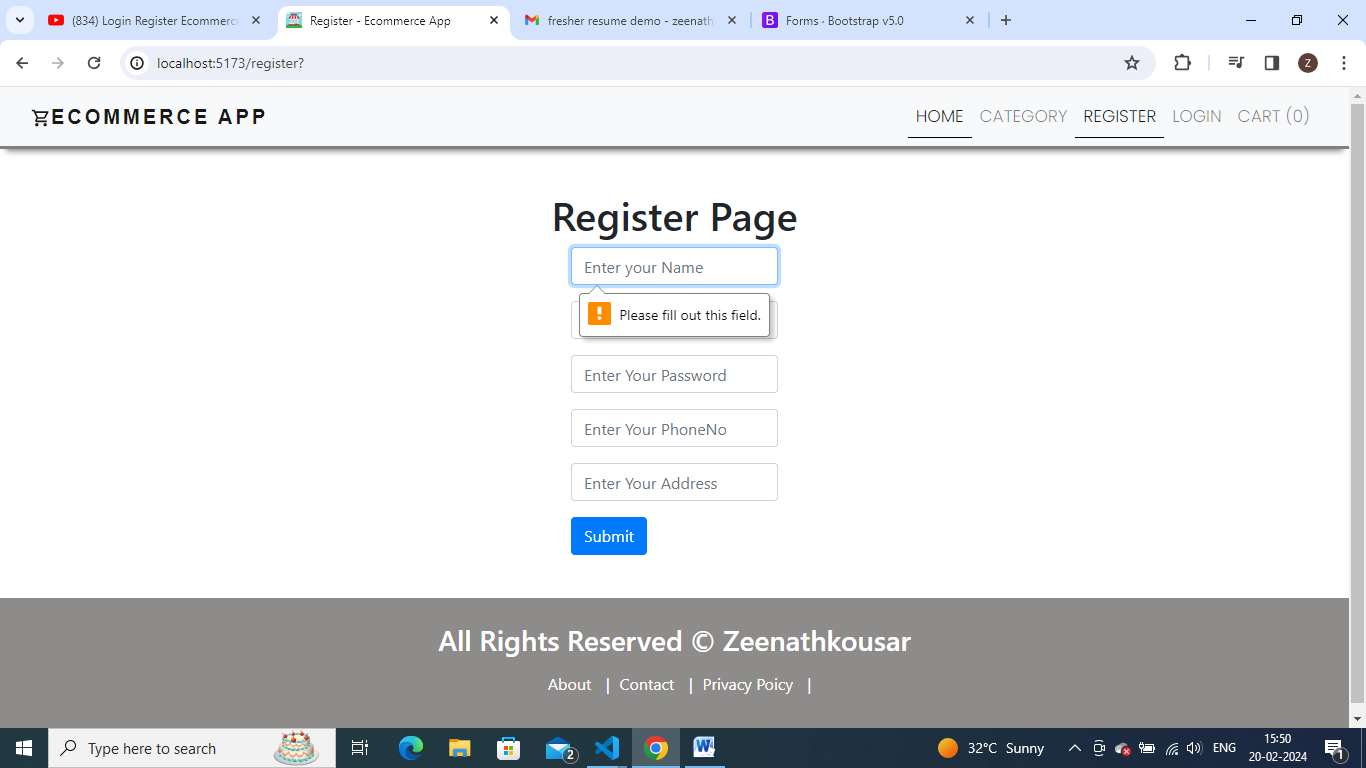 (834) Login Register Ecommerce
Register - Ecommerce App
fresher resume demo - zeenath
B Forms · Bootstrap v5.0
localhost:5173/register?
Z
ECOMMERCE APP
HOME CATEGORY REGISTER LOGIN CART (0)
Register Page
Enter your Name
! Please fill out this field.
Enter Your Password
Enter Your PhoneNo
Enter Your Address
Submit
All Rights Reserved © Zeenathkousar
About | Contact | Privacy Poicy |
Type here to search
2
W
32°C Sunny
ENG
15:50
20-02-2024
1